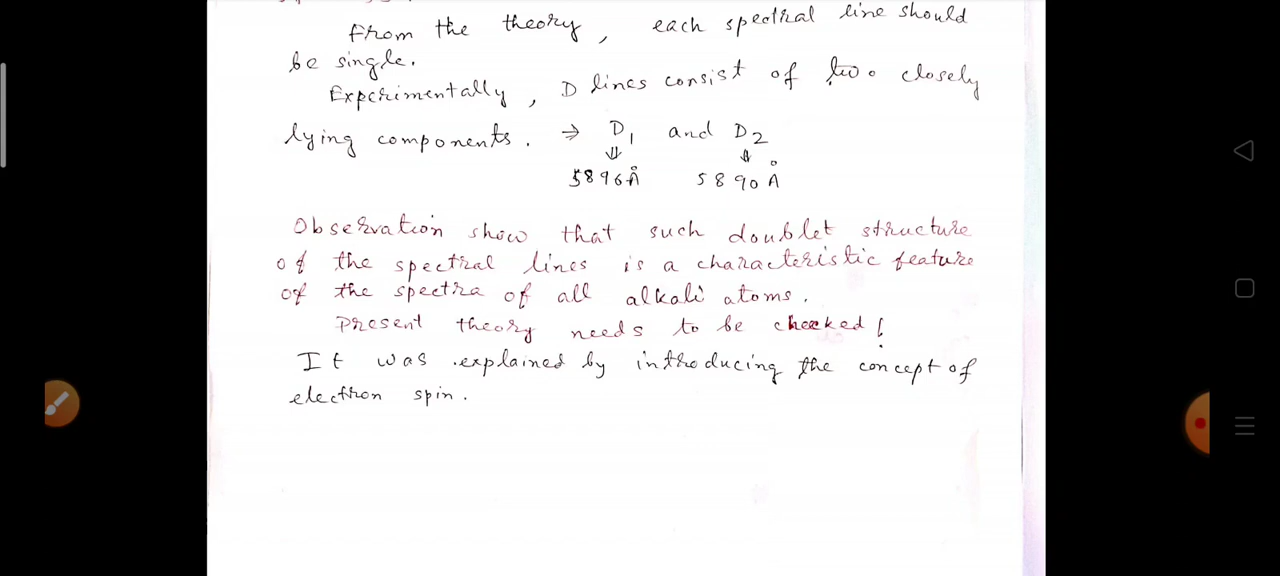 From the theory, each spectral line should
be single.
Experimentally, D lines consist of two closely
lying components. ⇒ D1 and D2
⇓ ⇓
5896Å 5890 Å
Observation show that such doublet structure
of the spectral lines is a characteristic feature
of the spectra of all alkali atoms.
Present theory needs to be checked!
It was explained by introducing the concept of
electron spin.